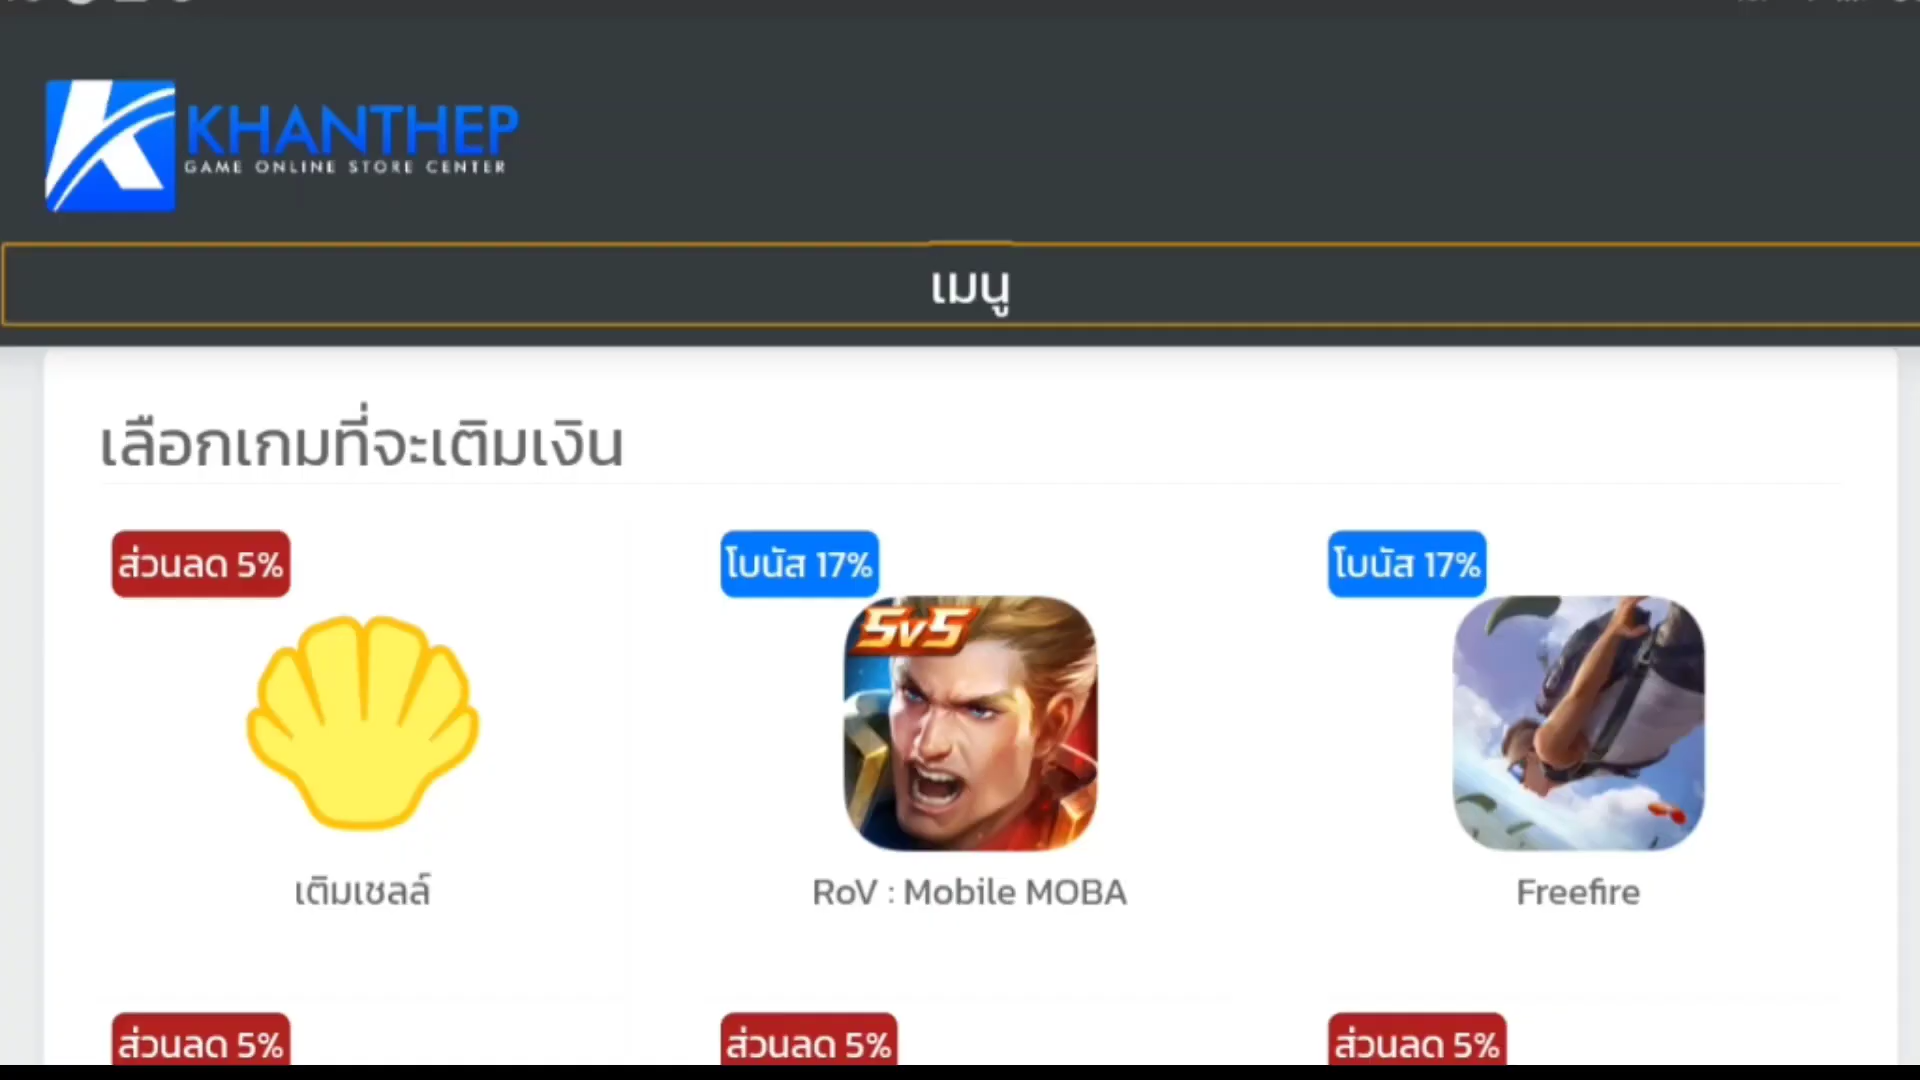 KHANTHEP
GAME ONLINE STORE CENTER
เมนู
เลือกเกมที่จะเติมเงิน
ส่วนลด 5%
โบนัส 17%
โบนัส 17%
5v5
เติมเชลล์
RoV : Mobile MOBA
Freefire
ส่วนลด 5%
ส่วนลด 5%
ส่วนลด 5%